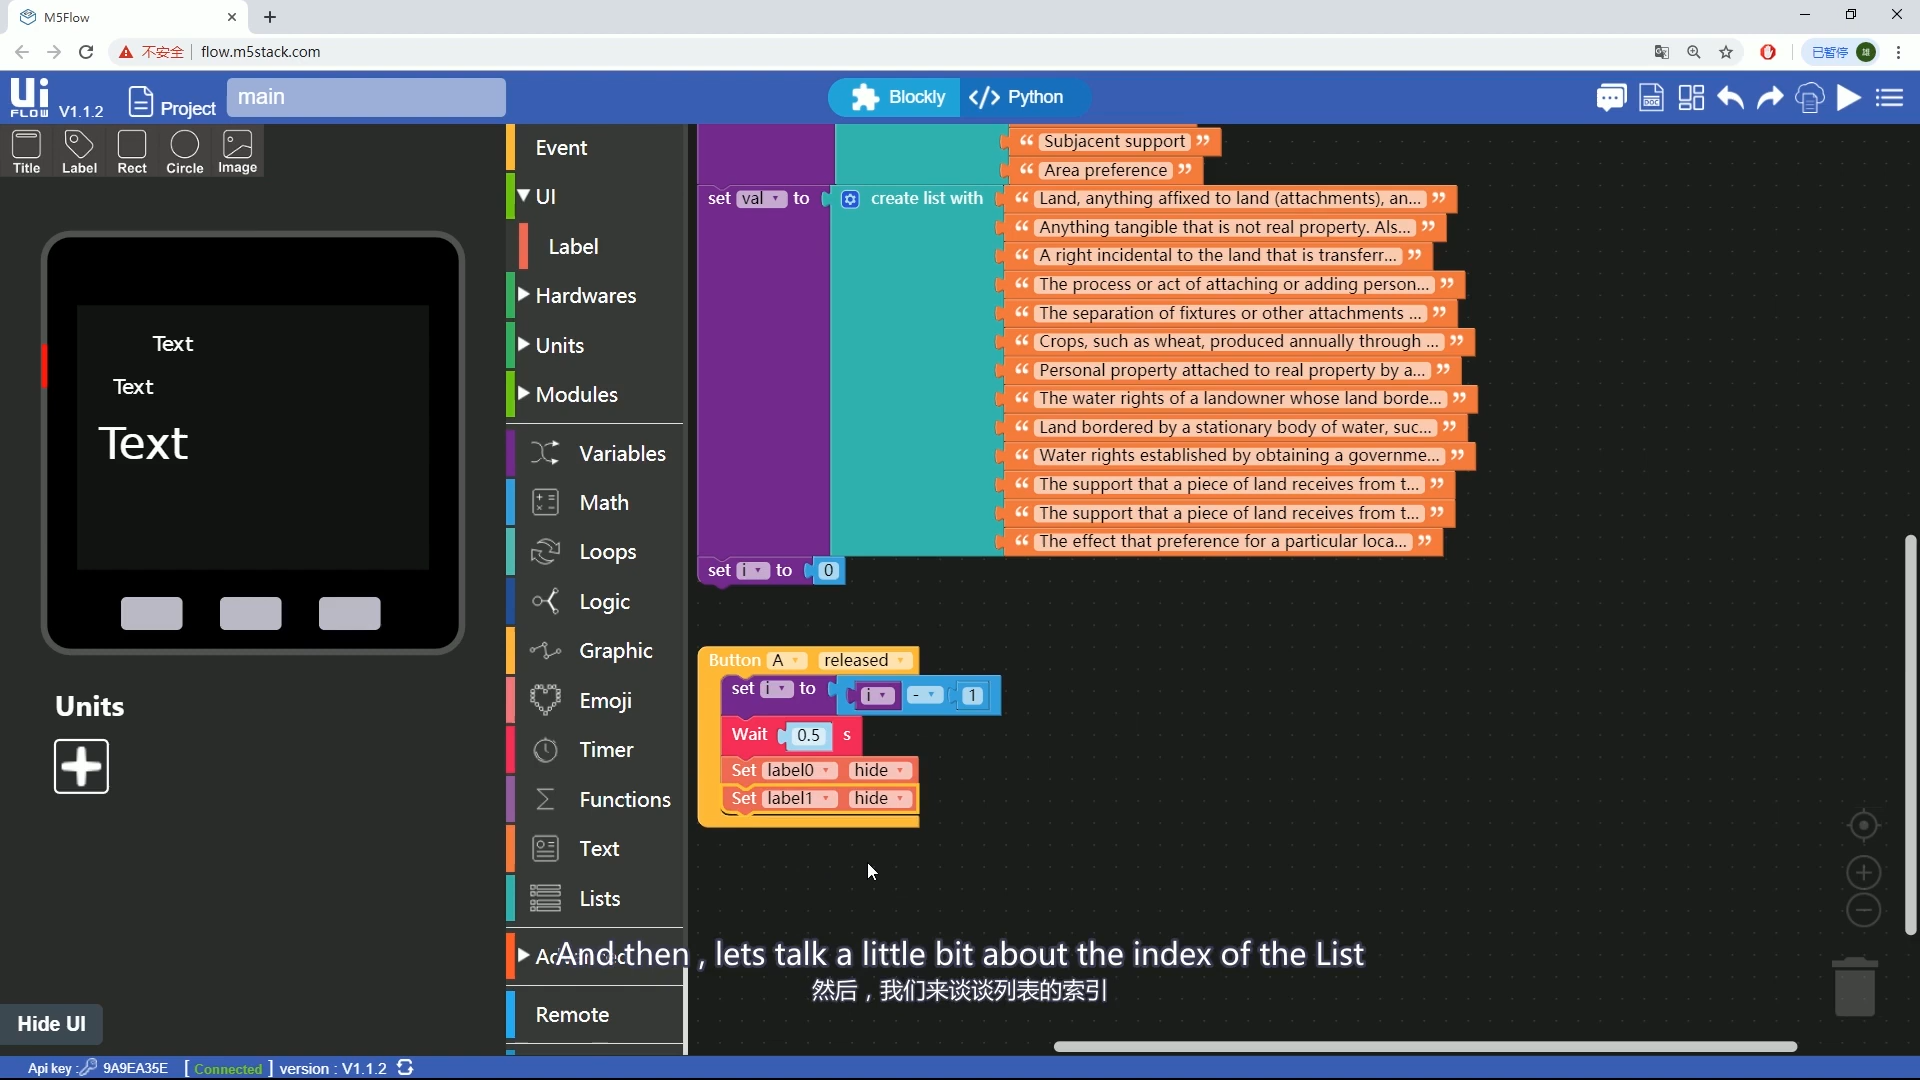 M5Flow
不安全
flow.m5stack.com
已暂停
雄
Ui
FLOW
V1.1.2
Project
main
Blockly
</> Python
DOC
Title
Label
Rect
Circle
Image
Text
Text
Text
Units
Hide UI
Event
UI
Label
Hardwares
Units
Modules
Variables
Math
Loops
Logic
Graphic
Emoji
Timer
Functions
Text
Lists
Remote
“ Subjacent support ”
“ Area preference ”
set val to create list with
“ Land, anything affixed to land (attachments), an... ”
“ Anything tangible that is not real property. Als... ”
“ A right incidental to the land that is transferr... ”
“ The process or act of attaching or adding person... ”
“ The separation of fixtures or other attachments ... ”
“ Crops, such as wheat, produced annually through ... ”
“ Personal property attached to real property by a... ”
“ The water rights of a landowner whose land borde... ”
“ Land bordered by a stationary body of water, suc... ”
“ Water rights established by obtaining a governme... ”
“ The support that a piece of land receives from t... ”
“ The support that a piece of land receives from t... ”
“ The effect that preference for a particular loca... ”
set i to 0
Button A released
set i to i - 1
Wait 0.5 s
Set label0 hide
Set label1 hide
And then , lets talk a little bit about the index of the List
然后，我们来谈谈列表的索引
Api key : 9A9EA35E [ Connected ] version : V1.1.2